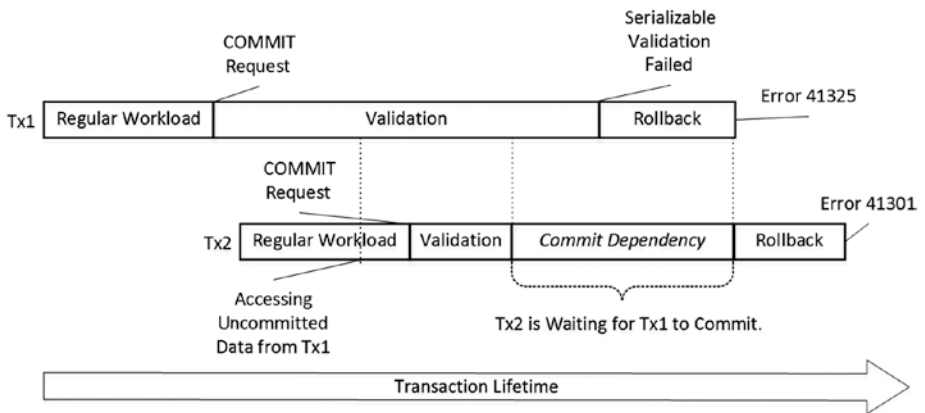 Serializable
Validation
Failed
COMMIT
Request
Error 41325
Tx1
Regular Workload
Validation
Rollback
COMMIT
Request
Error 41301
Tx2
Regular Workload
Validation
Commit Dependency
Rollback
Accessing
Uncommitted
Data from Tx1
Tx2 is Waiting for Tx1 to Commit.
Transaction Lifetime